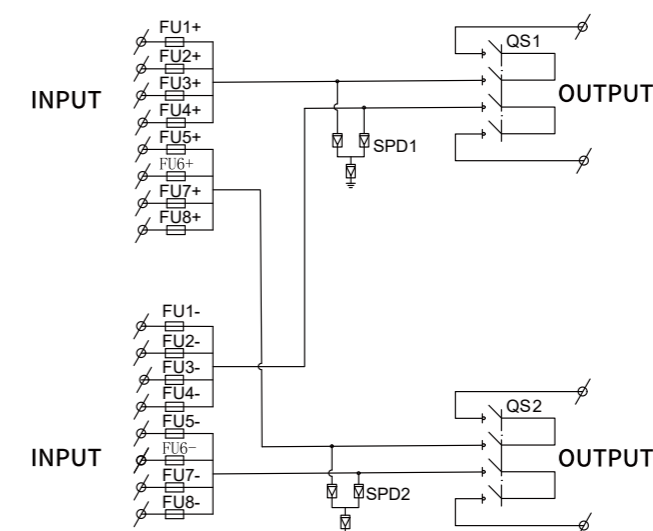 FU1+
FU2+
FU3+
FU4+
FU5+
FU6+
FU7+
FU8+
INPUT
QS1
OUTPUT
SPD1
FU1-
FU2-
FU3-
FU4-
FU5-
FU6-
FU7-
FU8-
INPUT
QS2
OUTPUT
SPD2